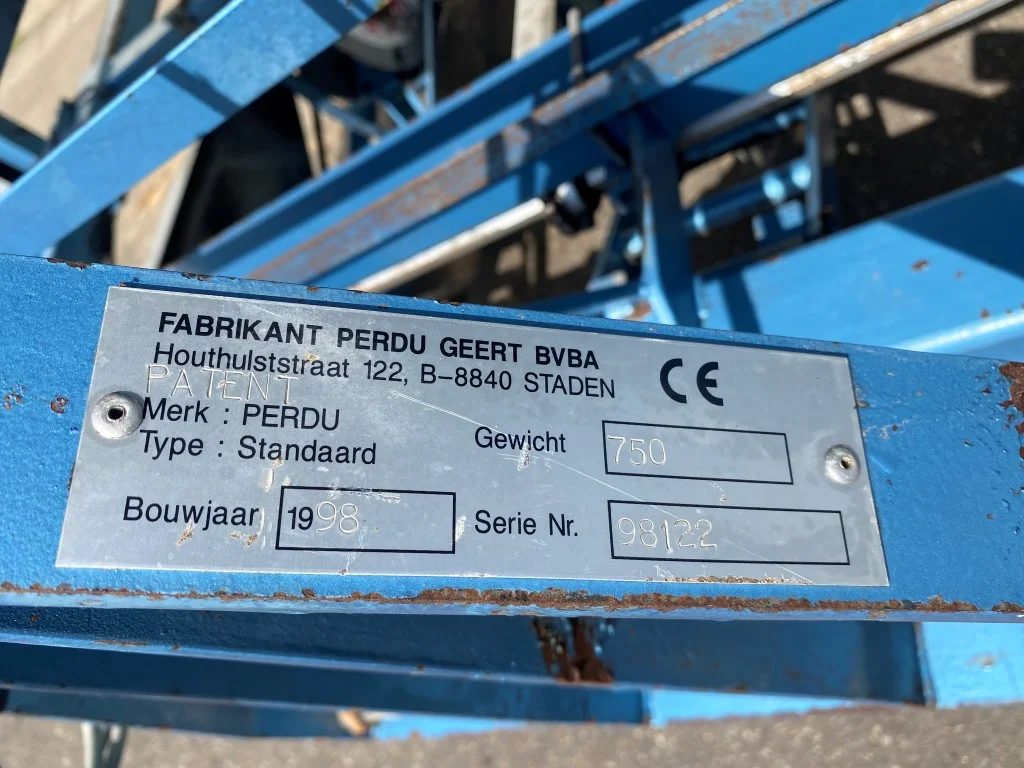 FABRIKANT PERDU GEERT BVBA
Houthulststraat 122, B-8840 STADEN
CE
PATENT
Merk : PERDU
Type : Standaard
Gewicht 750
Bouwjaar 1998
Serie Nr. 98122